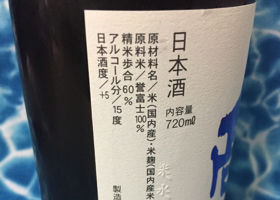 日本酒
内容量
720ml
原材料名/米(国内産)・米麹(国内産米
原料米/誉富士100%
精米歩合60%
アルコール分/15度
日本酒度/+5
米水
製造